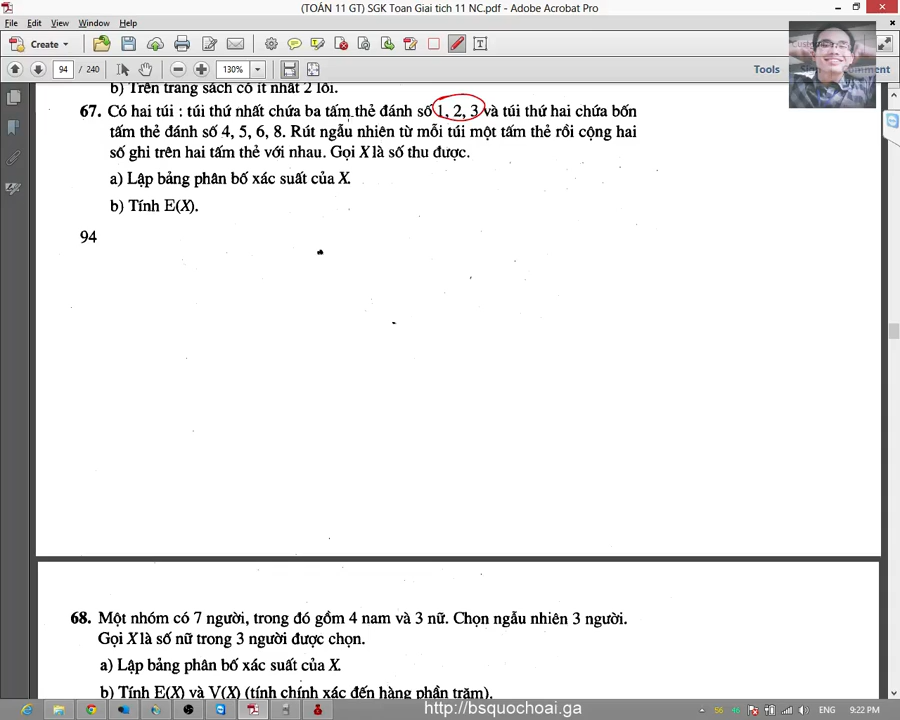 (TOÁN 11 GT) SGK Toan Giai tich 11 NC.pdf - Adobe Acrobat Pro
File Edit View Window Help
Create
94 / 240 130% Tools Comment
b) Trên trang sách có ít nhất 2 lỗi.
67. Có hai túi : túi thứ nhất chứa ba tấm thẻ đánh số 1, 2, 3 và túi thứ hai chứa bốn
tấm thẻ đánh số 4, 5, 6, 8. Rút ngẫu nhiên từ mỗi túi một tấm thẻ rồi cộng hai
số ghi trên hai tấm thẻ với nhau. Gọi X là số thu được.
a) Lập bảng phân bố xác suất của X.
b) Tính E(X).
94
68. Một nhóm có 7 người, trong đó gồm 4 nam và 3 nữ. Chọn ngẫu nhiên 3 người.
Gọi X là số nữ trong 3 người được chọn.
a) Lập bảng phân bố xác suất của X.
b) Tính E(X) và V(X) (tính chính xác đến hàng phần trăm).
http://bsquochoai.ga
56 46 ENG 9:22 PM